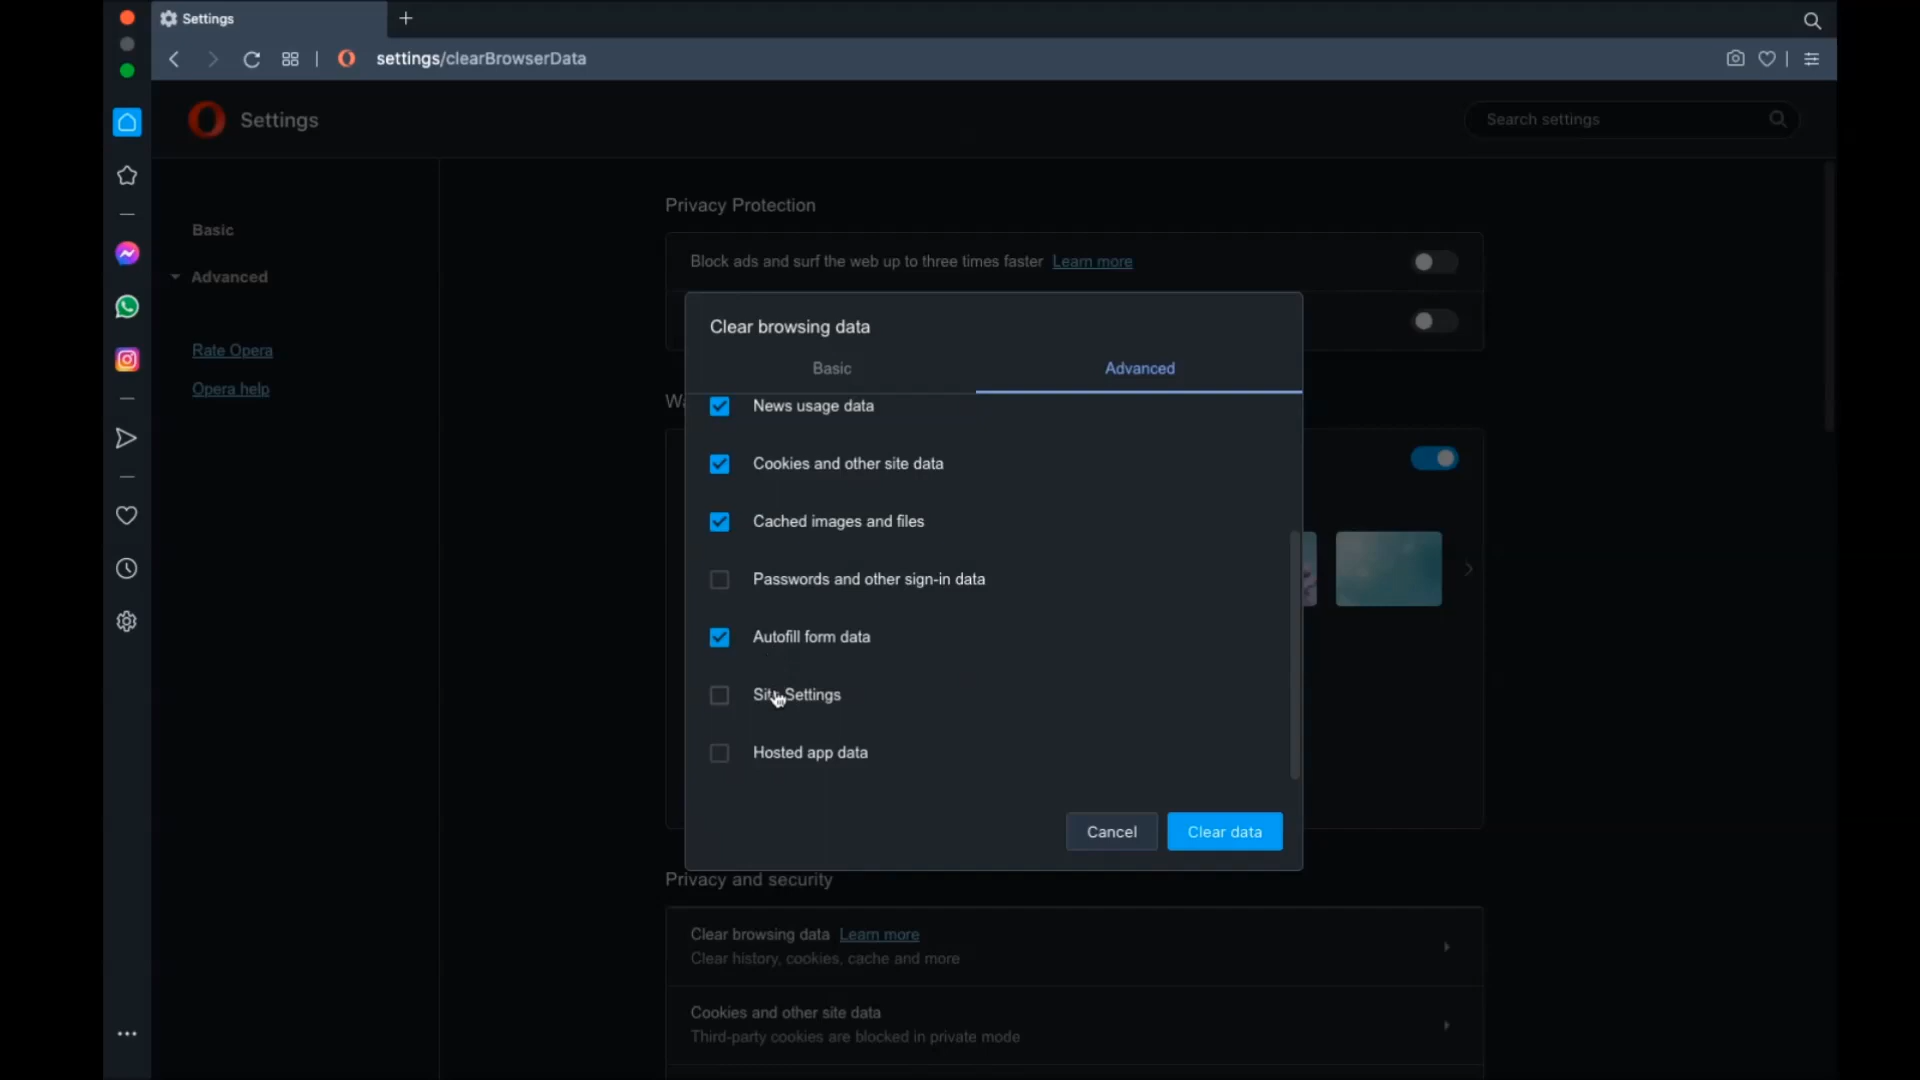 Settings
settings/clearBrowserData
Settings
Search settings
Basic
Advanced
Rate Opera
Opera help
Privacy Protection
Block ads and surf the web up to three times faster Learn more
Clear browsing data
Basic
Advanced
News usage data
Cookies and other site data
Cached images and files
Passwords and other sign-in data
Autofill form data
Site Settings
Hosted app data
Cancel
Clear data
Privacy and security
Clear browsing data Learn more
Clear history, cookies, cache and more
Cookies and other site data
Third-party cookies are blocked in private mode